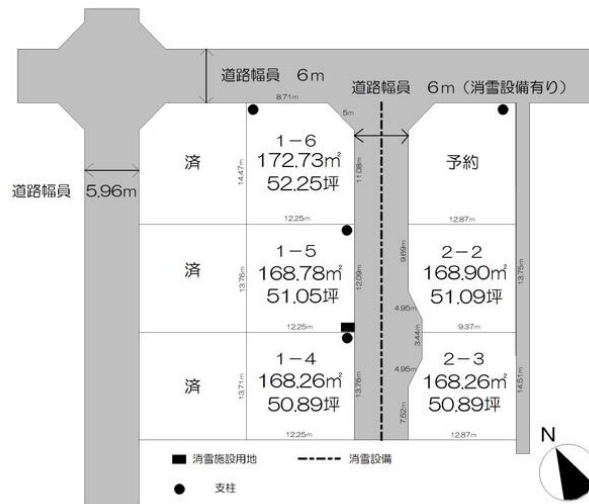 道路幅員 6m
道路幅員 6m(消雪設備有り)
8.71m
5m
済
14.47m
1-6
172.73㎡
52.25坪
11.08m
予約
道路幅員 5.96m
12.25m
12.87m
済
13.76m
1-5
168.78㎡
51.05坪
12.09m
9.69m
2-2
168.90㎡
51.09坪
13.75m
4.95m
12.25m
3.44m
9.37m
済
13.71m
1-4
168.26㎡
50.89坪
13.76m
4.95m
7.52m
2-3
168.26㎡
50.89坪
14.51m
12.25m
12.87m
消雪施設用地
消雪設備
支柱
N